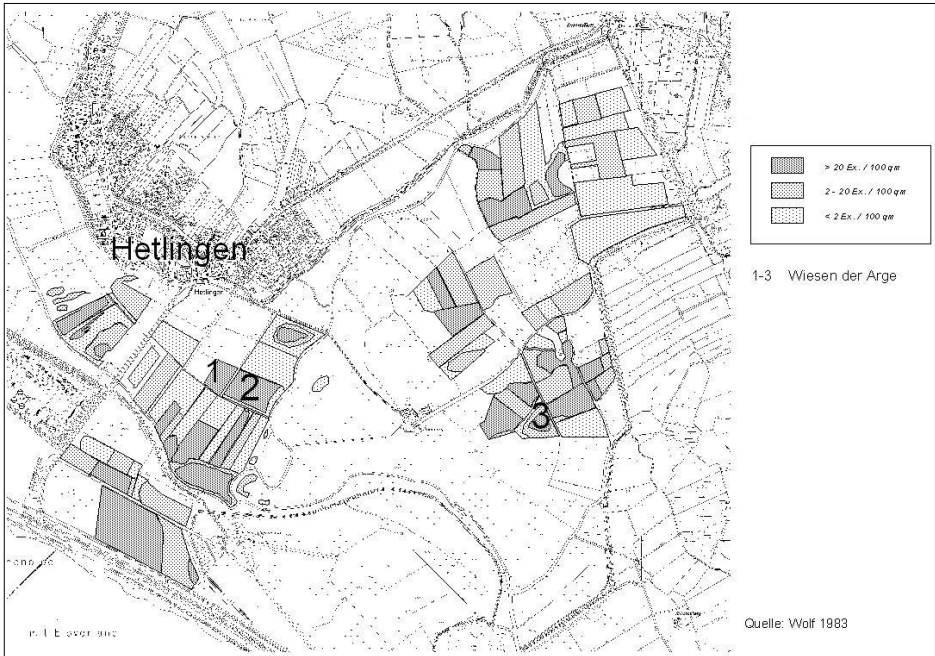 Hetlingen
Hetlingen
1
2
3
> 20 Ex. / 100 qm
2 - 20 Ex. / 100 qm
< 2 Ex. / 100 qm
1-3 Wiesen der Arge
Quelle: Wolf 1983